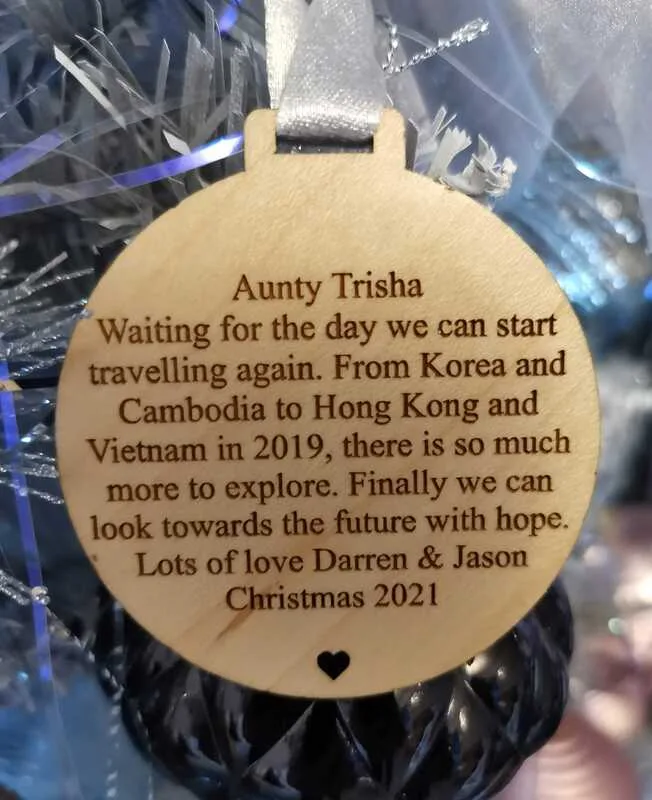 Aunty Trisha
Waiting for the day we can start
travelling again. From Korea and
Cambodia to Hong Kong and
Vietnam in 2019, there is so much
more to explore. Finally we can
look towards the future with hope.
Lots of love Darren & Jason
Christmas 2021